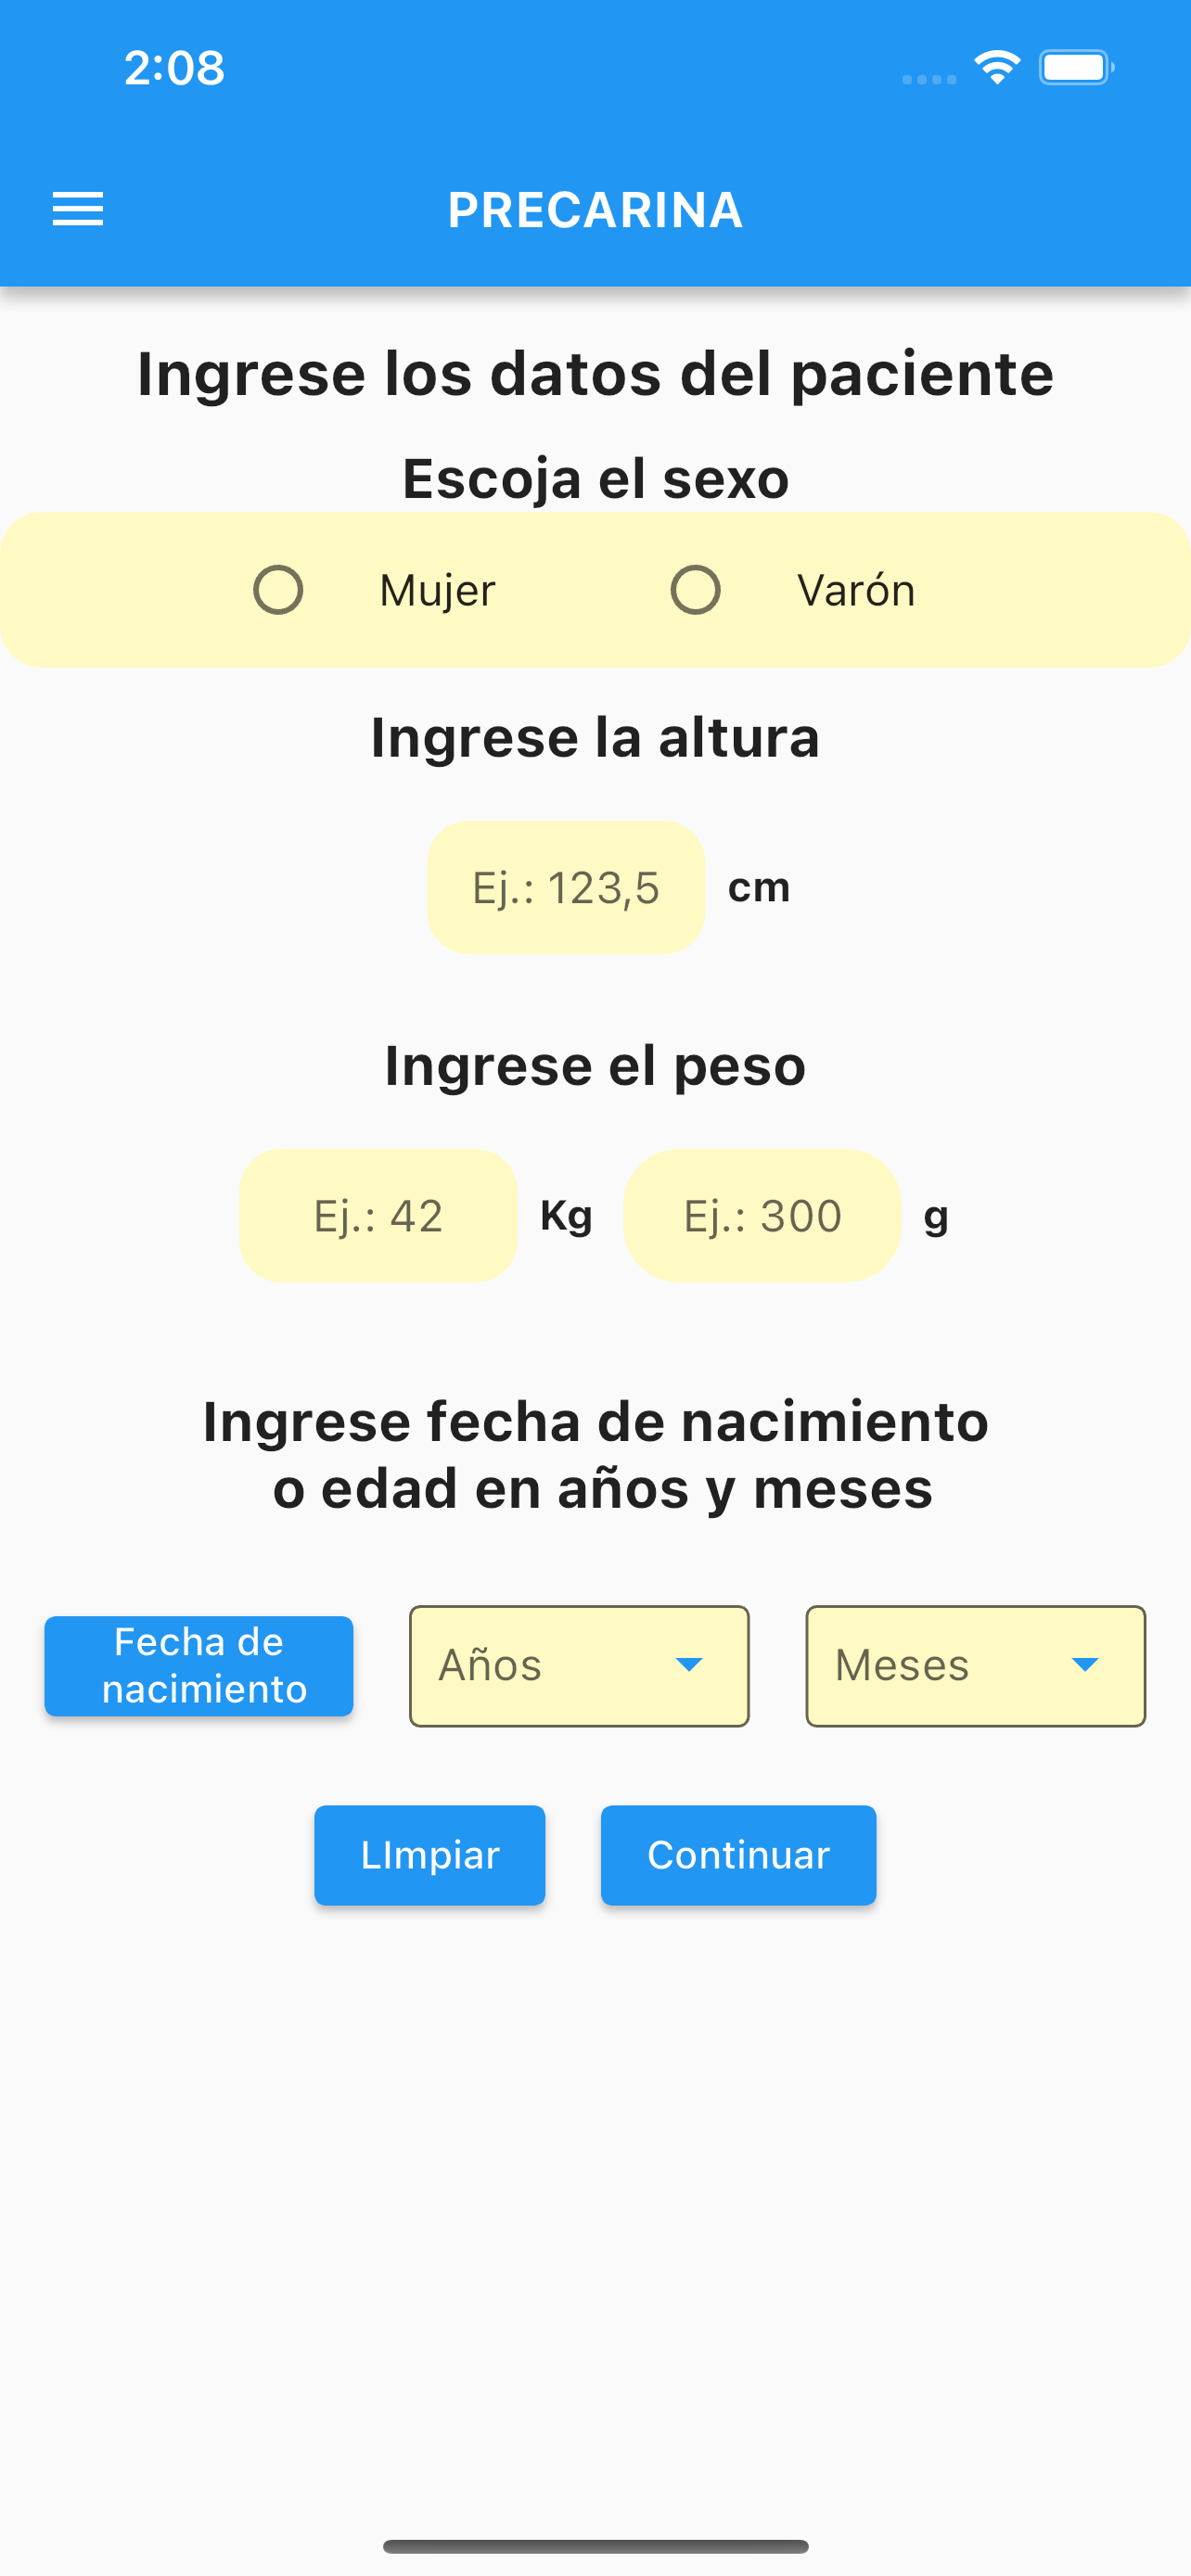 2:08
PRECARINA
Ingrese los datos del paciente
Escoja el sexo
Mujer Varón
Ingrese la altura
Ej.: 123,5 cm
Ingrese el peso
Ej.: 42 Kg Ej.: 300 g
Ingrese fecha de nacimiento
o edad en años y meses
Fecha de
nacimiento
Años Meses
LImpiar Continuar